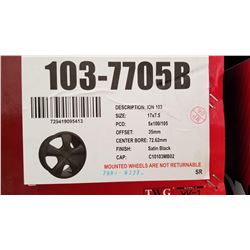 103-7705B
DESCRIPTION: ION 103
SIZE: 17x7.5
PCD: 5x100/105
OFFSET: 35mm
CENTER BORE: 72.62mm
FINISH: Satin Black
CAP: C10103MB02
729419095413
MOUNTED WHEELS ARE NOT RETURNABLE
SR